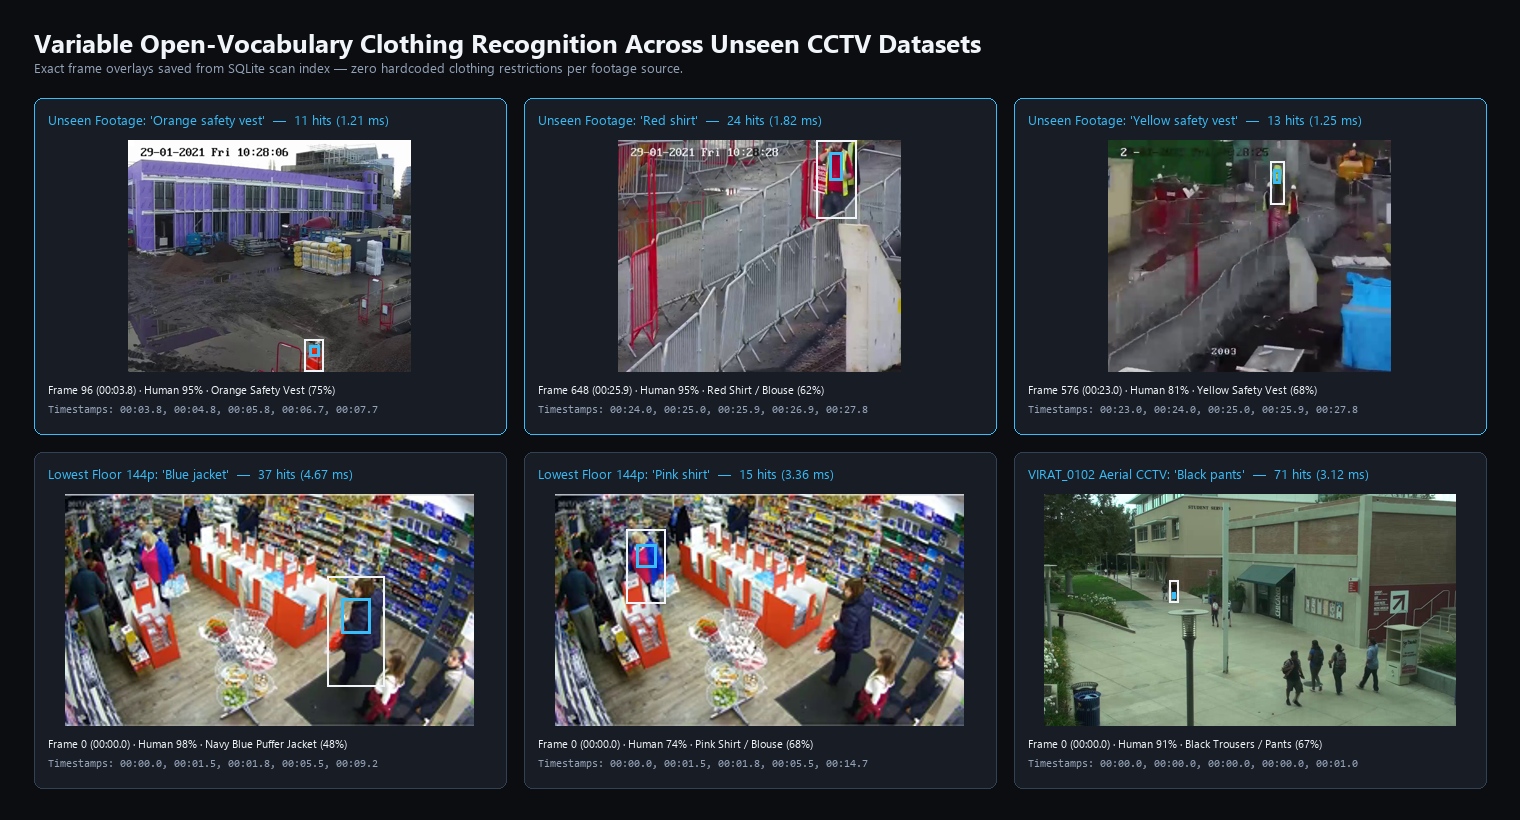 Variable Open-Vocabulary Clothing Recognition Across Unseen CCTV Datasets
Exact frame overlays saved from SQLite scan index — zero hardcoded clothing restrictions per footage source.
Unseen Footage: 'Orange safety vest' — 11 hits (1.21 ms)
29-01-2021 Fri 10:28:06
Frame 96 (00:03.8) · Human 95% · Orange Safety Vest (75%)
Timestamps: 00:03.8, 00:04.8, 00:05.8, 00:06.7, 00:07.7
Unseen Footage: 'Red shirt' — 24 hits (1.82 ms)
29-01-2021 Fri 10:28:28
Frame 648 (00:25.9) · Human 95% · Red Shirt / Blouse (62%)
Timestamps: 00:24.0, 00:25.0, 00:25.9, 00:26.9, 00:27.8
Unseen Footage: 'Yellow safety vest' — 13 hits (1.25 ms)
Frame 576 (00:23.0) · Human 81% · Yellow Safety Vest (68%)
Timestamps: 00:23.0, 00:24.0, 00:25.0, 00:25.9, 00:27.8
Lowest Floor 144p: 'Blue jacket' — 37 hits (4.67 ms)
Frame 0 (00:00.0) · Human 98% · Navy Blue Puffer Jacket (48%)
Timestamps: 00:00.0, 00:01.5, 00:01.8, 00:05.5, 00:09.2
Lowest Floor 144p: 'Pink shirt' — 15 hits (3.36 ms)
Frame 0 (00:00.0) · Human 74% · Pink Shirt / Blouse (68%)
Timestamps: 00:00.0, 00:01.5, 00:01.8, 00:05.5, 00:14.7
VIRAT_0102 Aerial CCTV: 'Black pants' — 71 hits (3.12 ms)
STUDENT
Frame 0 (00:00.0) · Human 91% · Black Trousers / Pants (67%)
Timestamps: 00:00.0, 00:00.0, 00:00.0, 00:00.0, 00:01.0